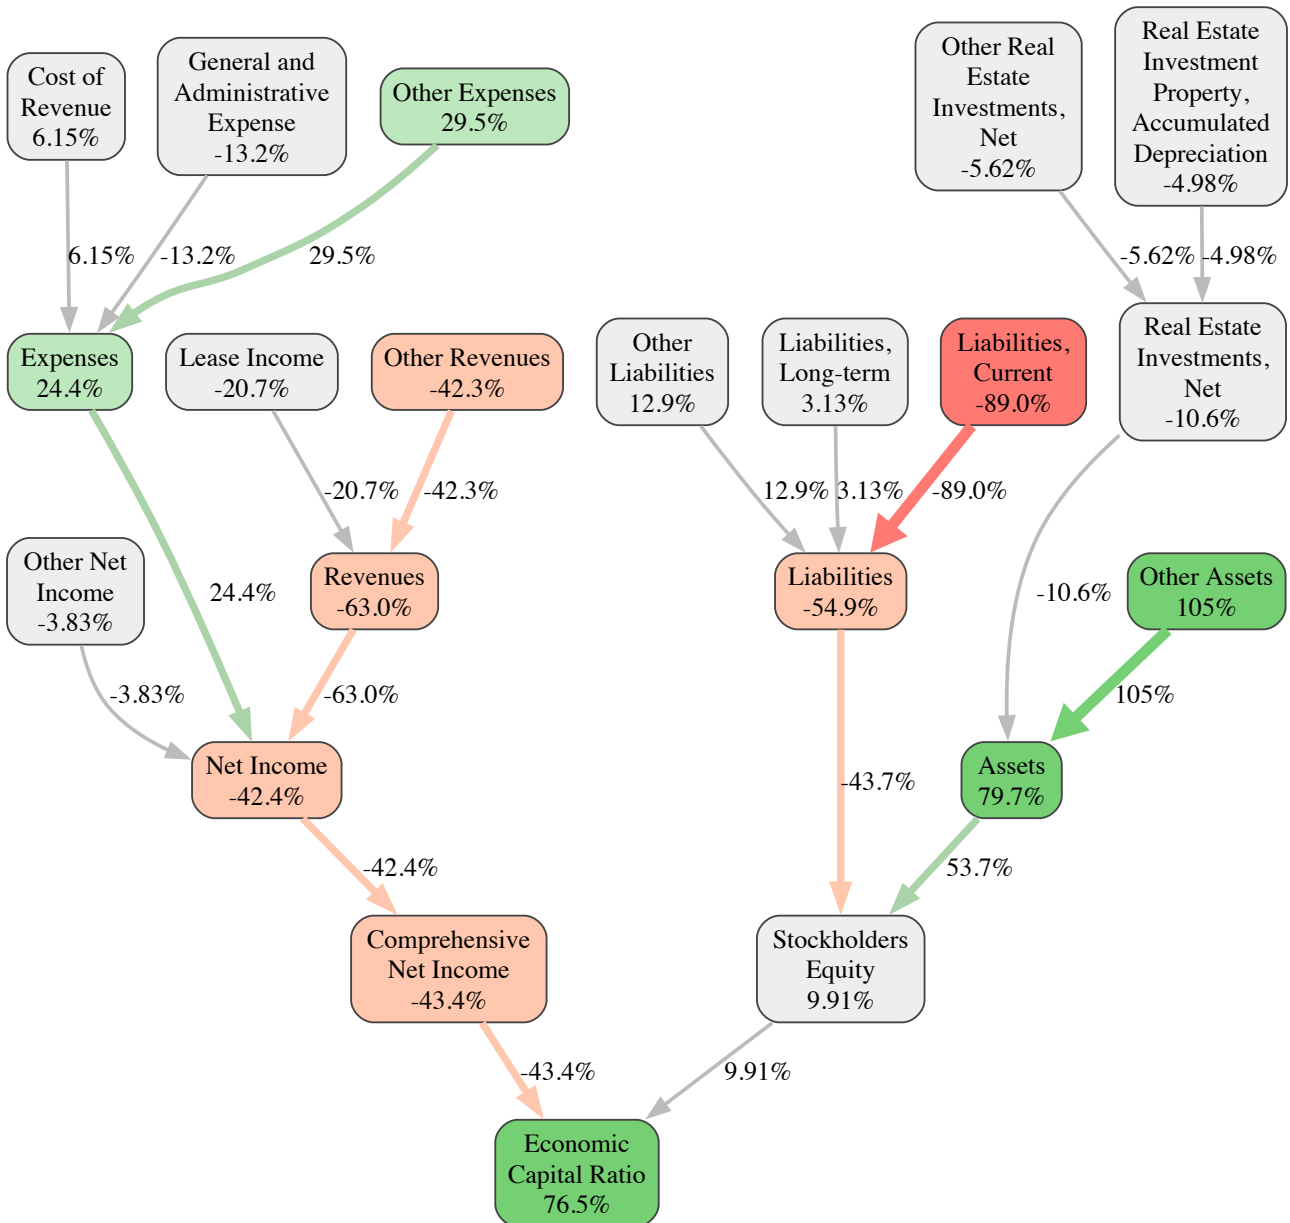 Cost of
Revenue
6.15%
General and
Administrative
Expense
-13.2%
Other Expenses
29.5%
Other Real
Estate
Investments,
Net
-5.62%
Real Estate
Investment
Property,
Accumulated
Depreciation
-4.98%
6.15%
-13.2%
29.5%
-5.62%
-4.98%
Expenses
24.4%
Lease Income
-20.7%
Other Revenues
-42.3%
Other
Liabilities
12.9%
Liabilities,
Long-term
3.13%
Liabilities,
Current
-89.0%
Real Estate
Investments,
Net
-10.6%
-20.7%
-42.3%
12.9%
3.13%
-89.0%
Other Net
Income
-3.83%
24.4%
Revenues
-63.0%
Liabilities
-54.9%
-10.6%
Other Assets
105%
-3.83%
-63.0%
105%
Net Income
-42.4%
-43.7%
Assets
79.7%
-42.4%
53.7%
Comprehensive
Net Income
-43.4%
Stockholders
Equity
9.91%
-43.4%
9.91%
Economic
Capital Ratio
76.5%